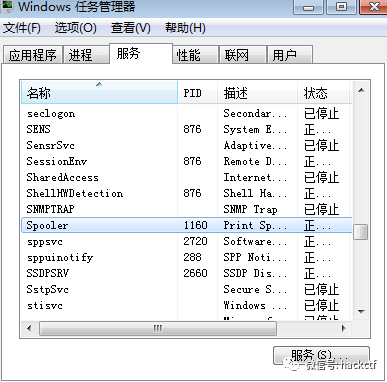 Windows 任务管理器
文件(F) 选项(O) 查看(V) 帮助(H)
应用程序 进程 服务 性能 联网 用户
名称 PID 描述 状态
seclogon Secondar... 已停止
SENS 876 System E... 正...
SensrSvc Adaptive... 已停止
SessionEnv 876 Remote D... 正...
SharedAccess Internet... 已停止
ShellHWDetection 876 Shell Ha... 正...
SNMPTRAP SNMP Trap 已停止
Spooler 1160 Print Sp... 正...
sppsvc 2720 Software... 正...
sppuinotify 288 SPP Noti... 正...
SSDPSRV 2660 SSDP Dis... 正...
SstpSvc Secure S... 已停止
stisvc Windows ... 已停止
服务(S)...
微信号: hackctf